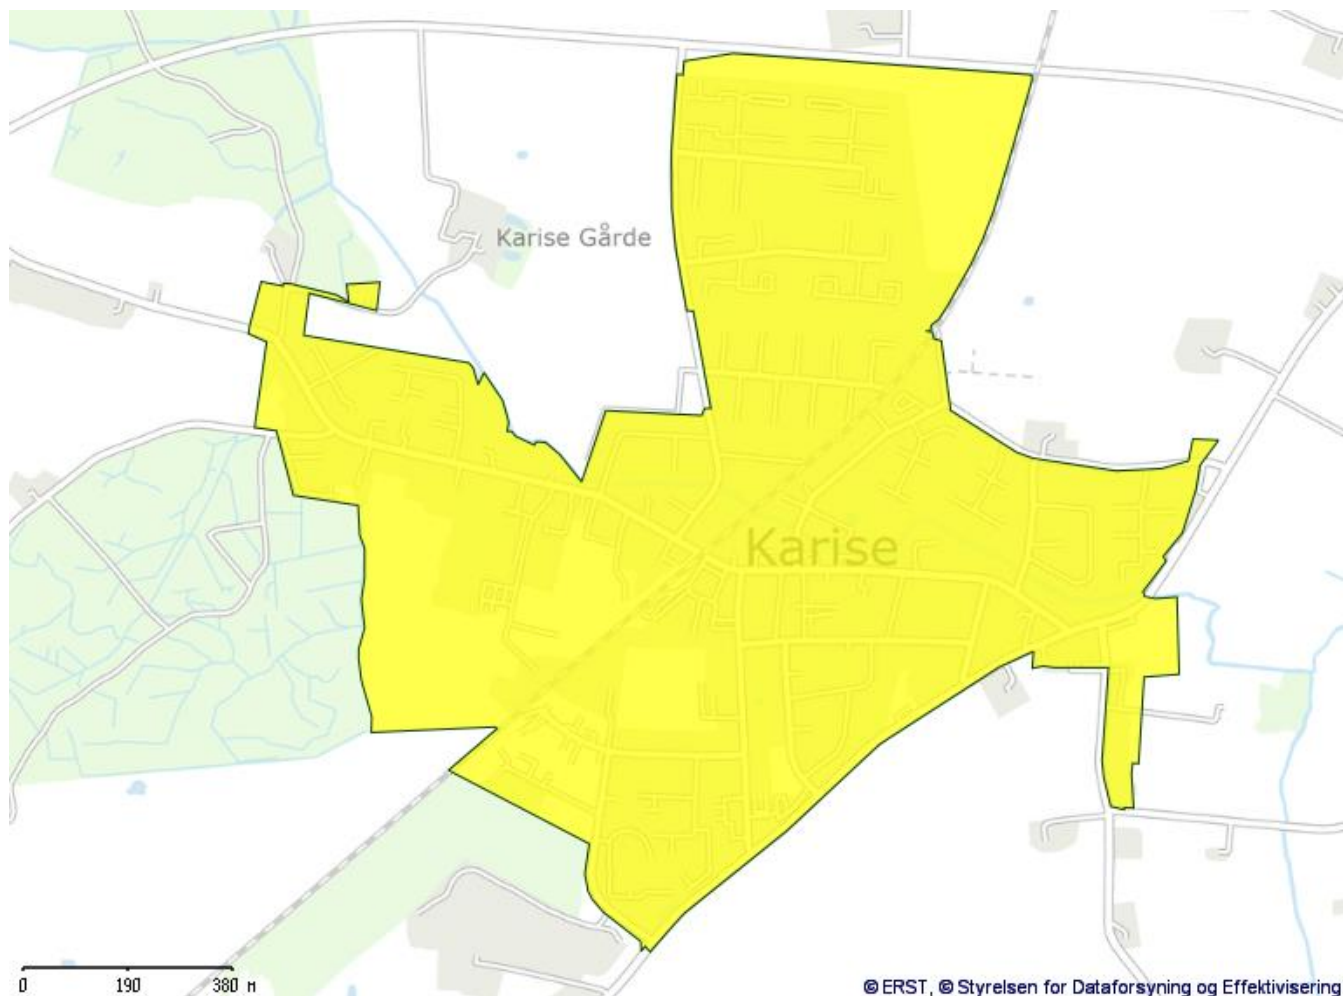 Karise Gårde
Karise
0 190 380 M
© ERST, © Styrelsen for Dataforsyning og Effektivisering